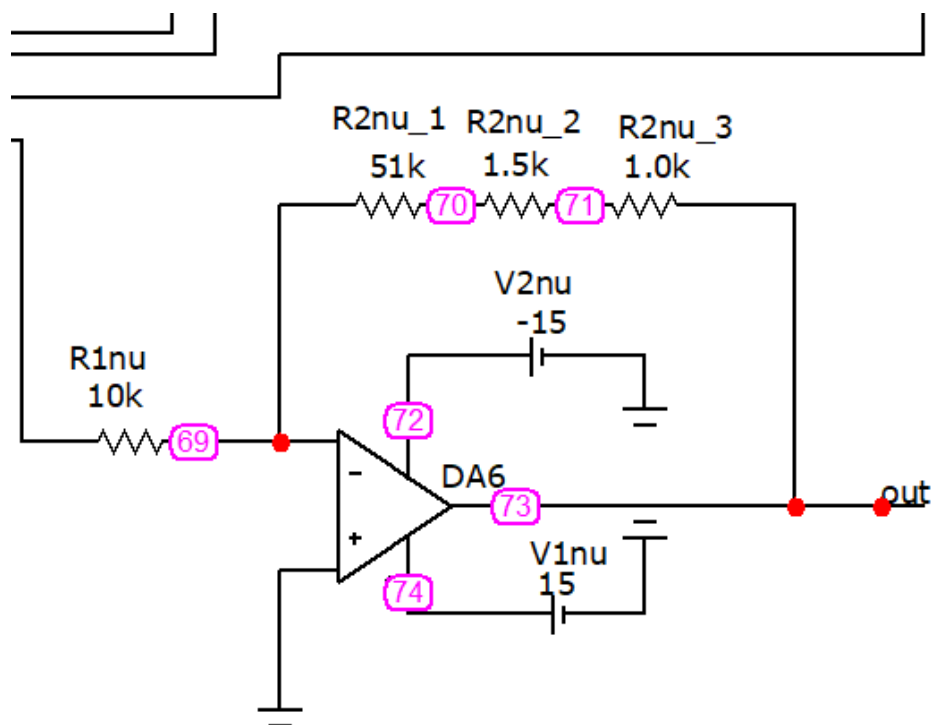 R2nu_1 R2nu_2 R2nu_3
51k 1.5k 1.0k
70 71
V2nu
-15
R1nu
10k
69
72
-
DA6
73
out
+
V1nu
15
74